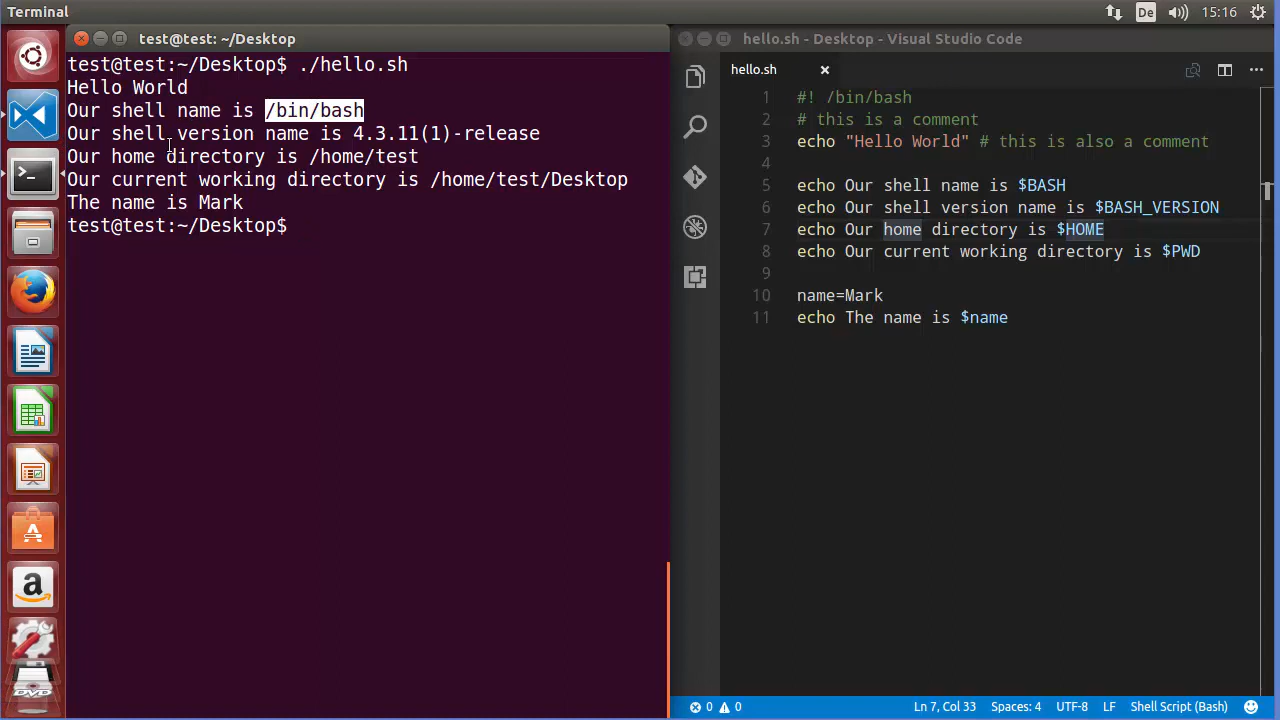 Terminal
De
15:16
test@test: ~/Desktop
test@test:~/Desktop$ ./hello.sh
Hello World
Our shell name is /bin/bash
Our shell version name is 4.3.11(1)-release
Our home directory is /home/test
Our current working directory is /home/test/Desktop
The name is Mark
test@test:~/Desktop$
hello.sh - Desktop - Visual Studio Code
hello.sh
1 #! /bin/bash
2 # this is a comment
3 echo "Hello World" # this is also a comment
4
5 echo Our shell name is $BASH
6 echo Our shell version name is $BASH_VERSION
7 echo Our home directory is $HOME
8 echo Our current working directory is $PWD
9
10 name=Mark
11 echo The name is $name
0 0
Ln 7, Col 33 Spaces: 4 UTF-8 LF Shell Script (Bash)
A
a
DVD